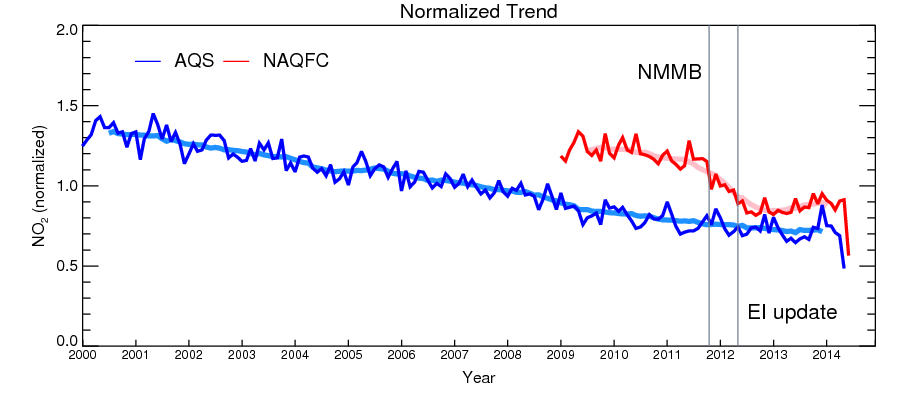 Normalized Trend
2.0
AQS NAQFC
NMMB
1.5
1.0
NO₂ (normalized)
0.5
EI update
0.0
2000 2001 2002 2003 2004 2005 2006 2007 2008 2009 2010 2011 2012 2013 2014
Year